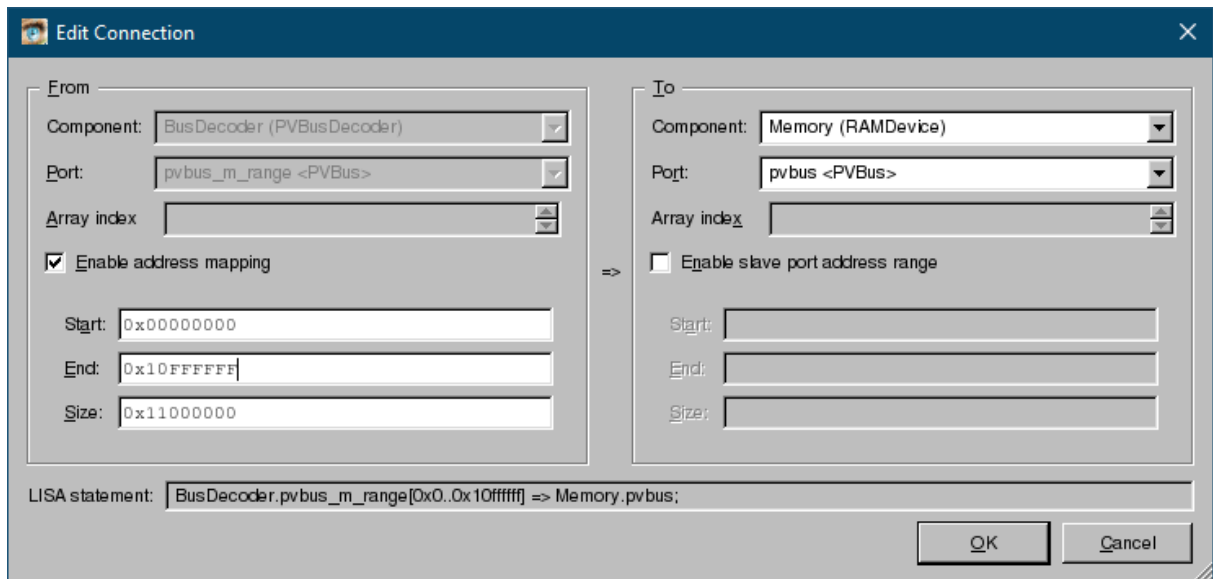 Edit Connection
From
Component: BusDecoder (PVBusDecoder)
Port: pvbus_m_range <PVBus>
Array index
Enable address mapping
Start: 0x00000000
End: 0x10FFFFFF
Size: 0x11000000
=>
To
Component: Memory (RAMDevice)
Port: pvbus <PVBus>
Array index
Enable slave port address range
Start:
End:
Size:
LISA statement: BusDecoder.pvbus_m_range[0x0..0x10ffffff] => Memory.pvbus;
OK Cancel